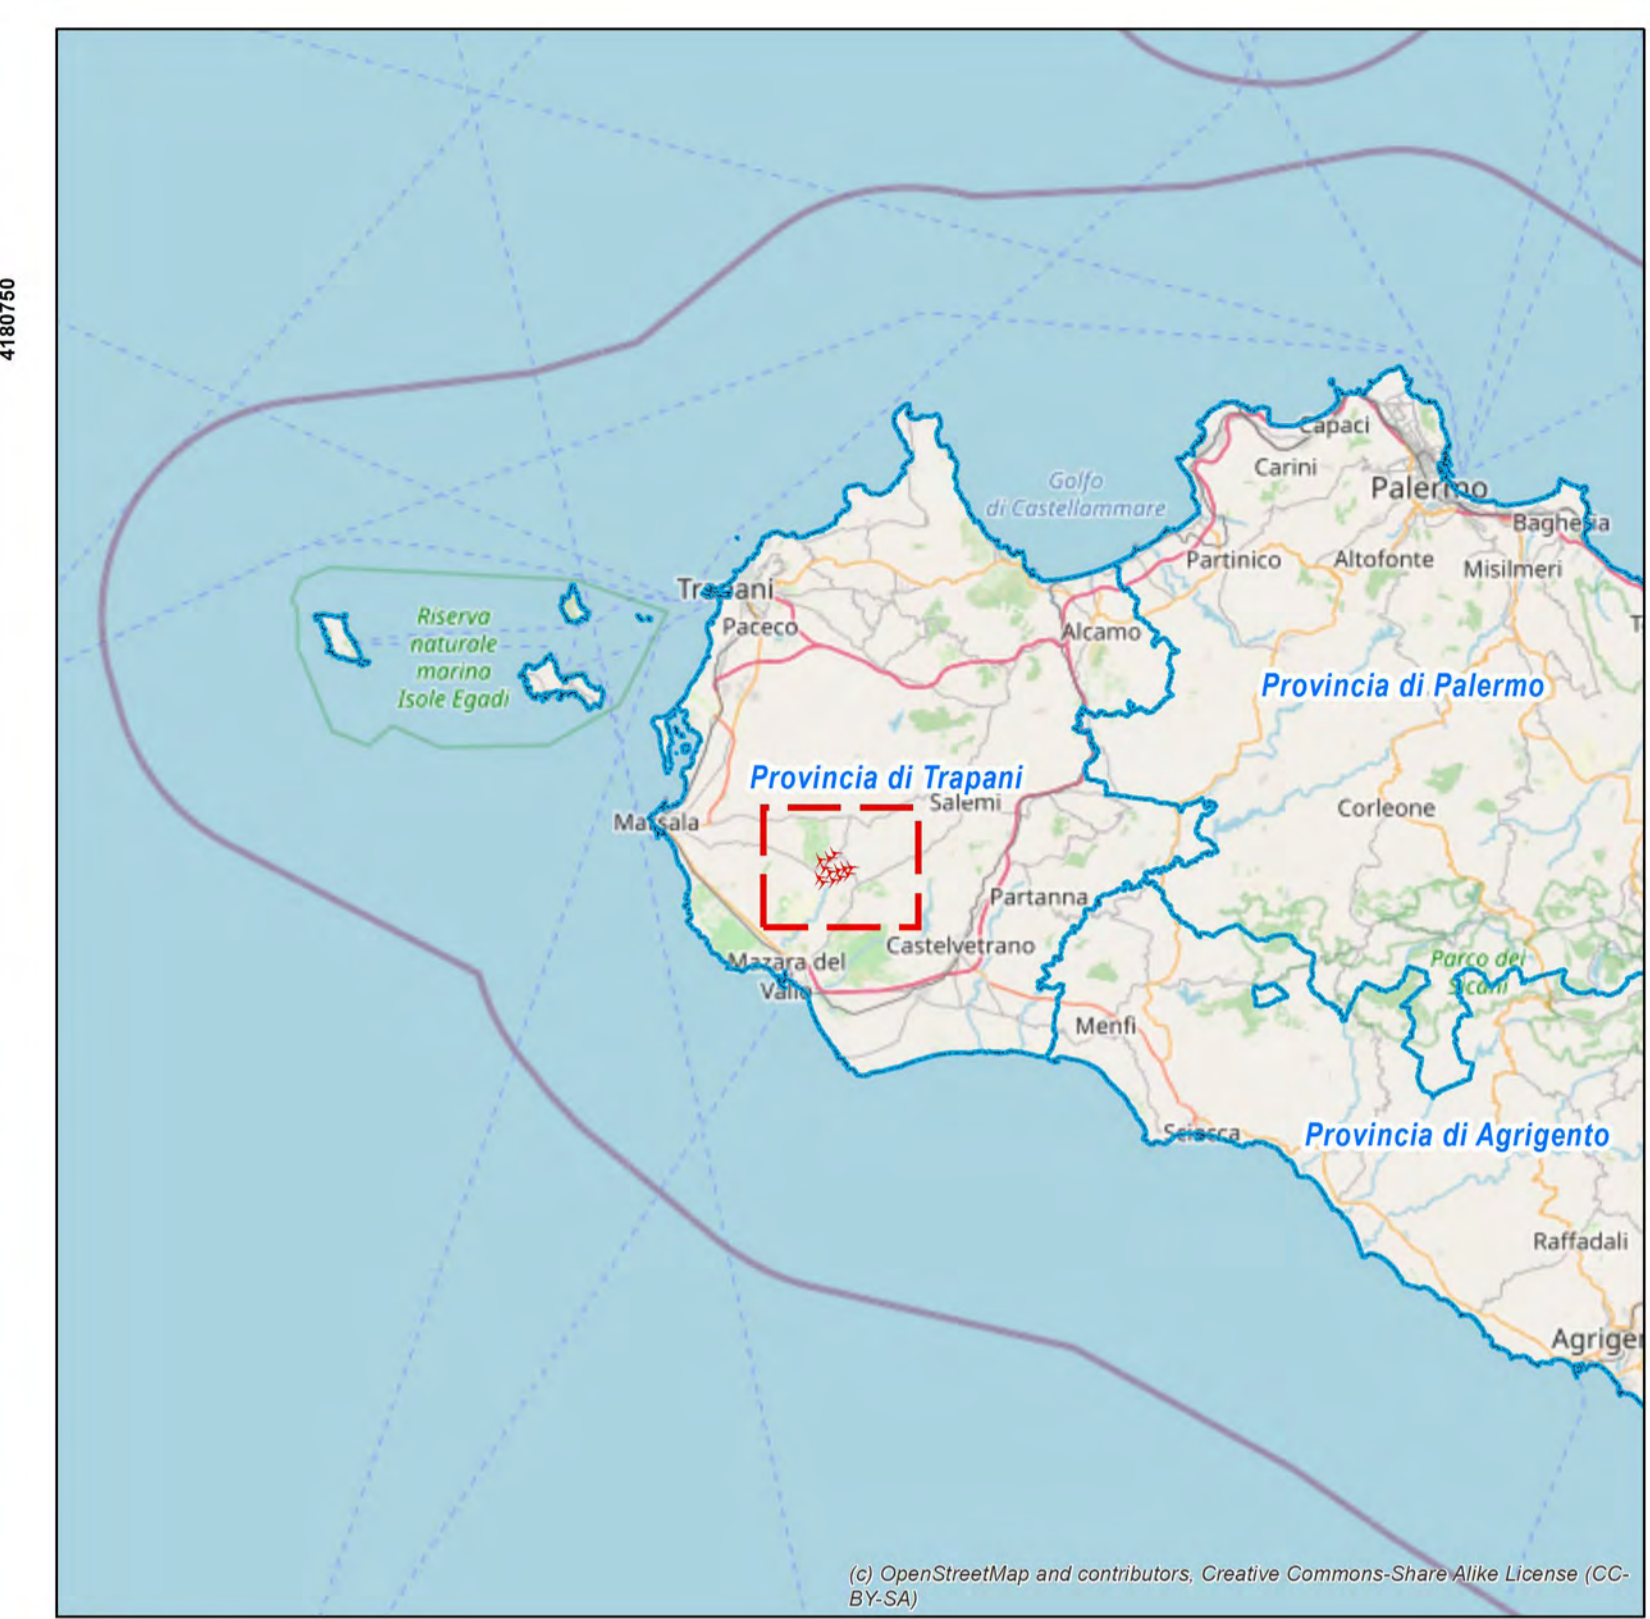 4180750
Capaci
Carini
Golfo
di Castellammare
Palermo
Bagheria
Partinico
Altofonte
Misilmeri
Trapani
Riserva
naturale
marina
Isole Egadi
Paceco
Alcamo
Provincia di Palermo
Provincia di Trapani
Salemi
Corleone
Marsala
Partanna
Castelvetrano
Mazara del
Vallo
Parco dei
Sicani
Menfi
Sciacca
Provincia di Agrigento
Raffadali
Agriger
(c) OpenStreetMap and contributors, Creative Commons-Share Alike License (CC-
BY-SA)